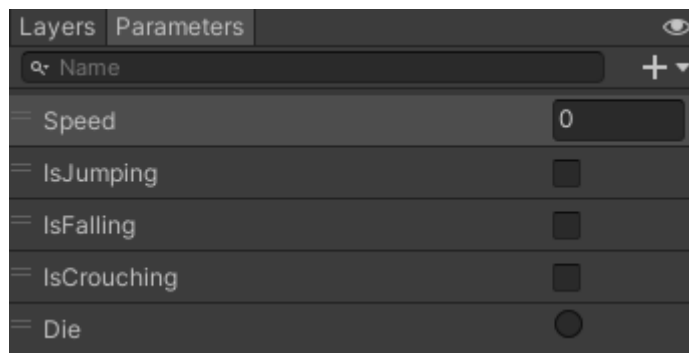 Layers Parameters
Name
Speed 0
IsJumping
IsFalling
IsCrouching
Die